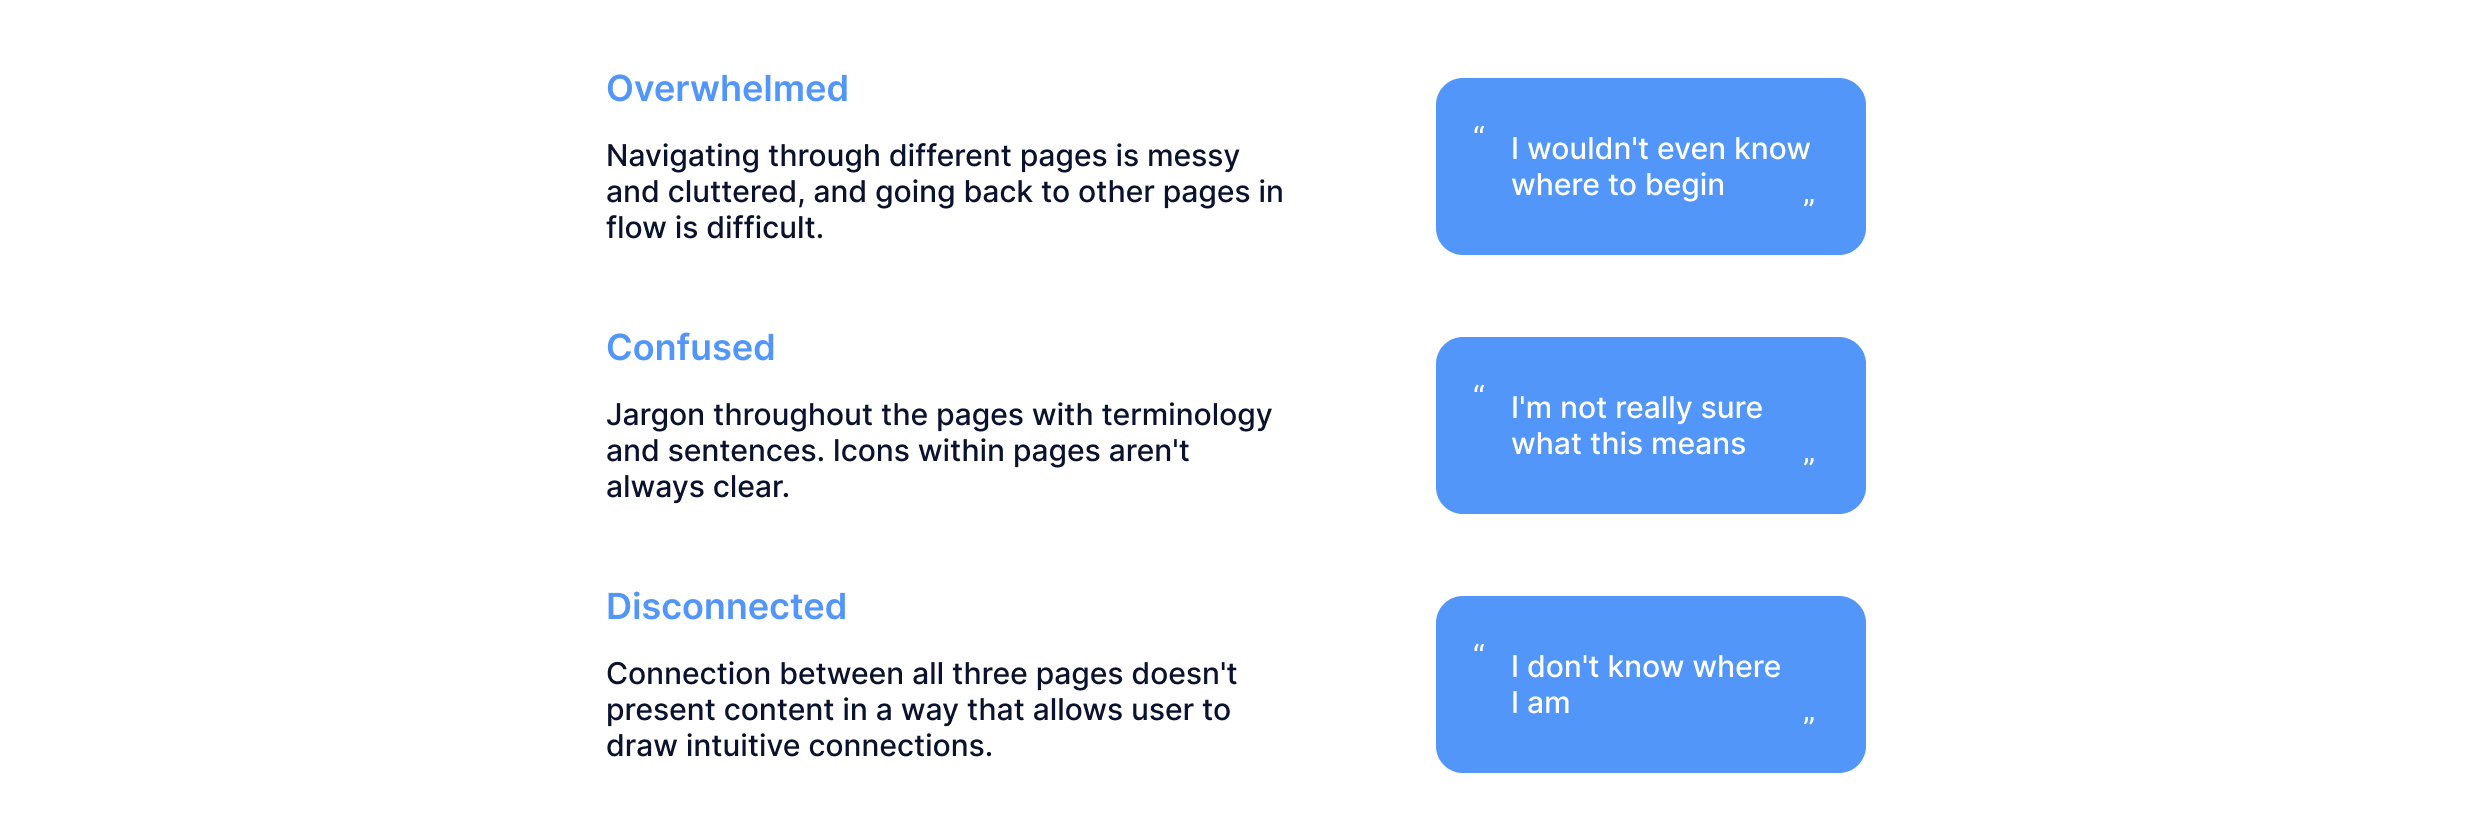 Overwhelmed
Navigating through different pages is messy
and cluttered, and going back to other pages in
flow is difficult.
“ I wouldn't even know
where to begin ”
Confused
Jargon throughout the pages with terminology
and sentences. Icons within pages aren't
always clear.
“ I'm not really sure
what this means ”
Disconnected
Connection between all three pages doesn't
present content in a way that allows user to
draw intuitive connections.
“ I don't know where
I am ”